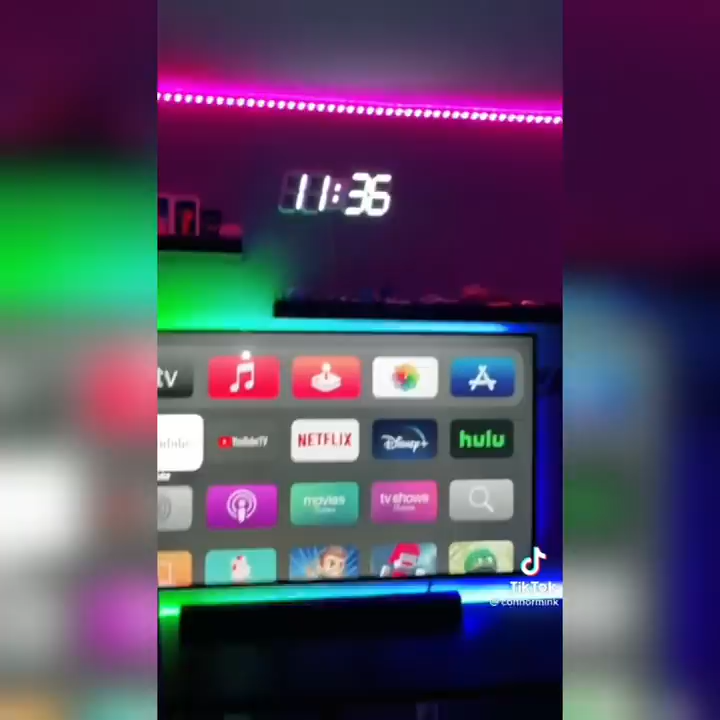 11:36
tv
YouTubeTV
NETFLIX
Disney+
hulu
movies
tv shows
TikTok
@connormink